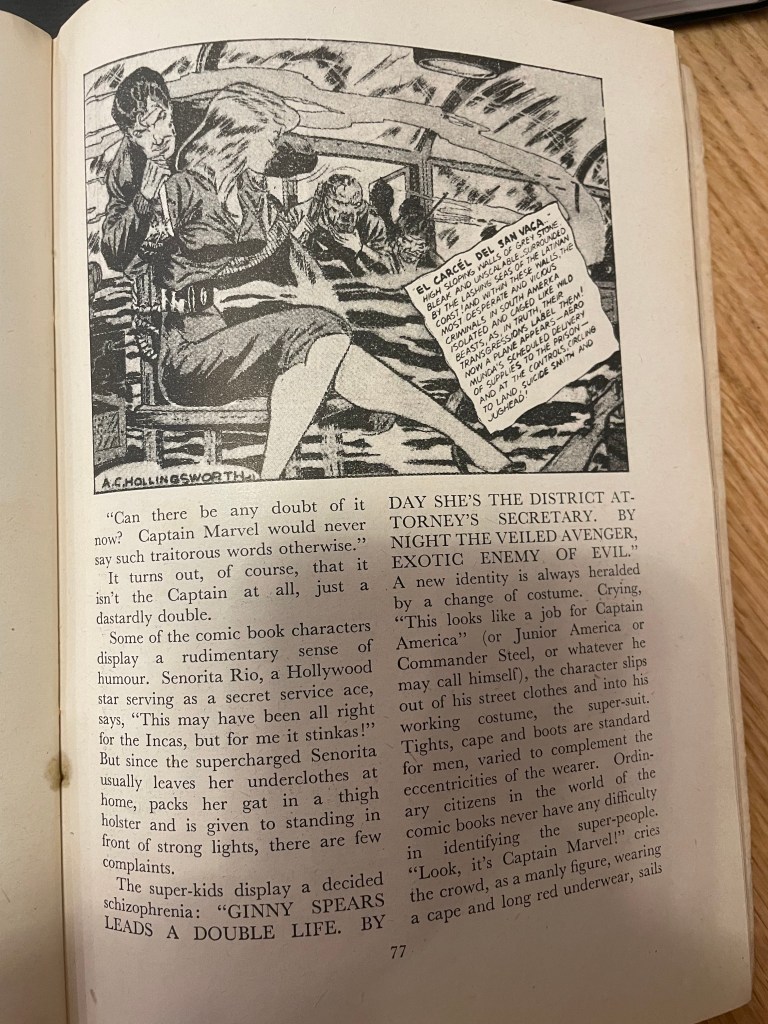 EL CARCÉL DEL SAN VACA -
HIGH SLOPING WALLS OF GREY STONE,
BLEAK AND UNSCALABLE, SURROUNDED
BY THE LASHING SEAS OF THE LATINAN
COAST! AND WITHIN THESE WALLS, THE
MOST DESPERATE AND VICIOUS
CRIMINALS IN SOUTH AMERICA
ISOLATED AND CAGED LIKE WILD
BEASTS, AS, IN TRUTH, THEIR
TRANSGRESSIONS LABEL THEM!
NOW A PLANE APPEARS—AERO
MUNDA'S SCHEDULED DELIVERY
OF SUPPLIES TO THE PRISON—
AND AT THE CONTROLS, CIRCLING
TO LAND, SUICIDE SMITH AND
JUGHEAD!
A.C. HOLLINGSWORTH
"Can there be any doubt of it
now? Captain Marvel would never
say such traitorous words otherwise."
It turns out, of course, that it
isn't the Captain at all, just a
dastardly double.
Some of the comic book characters
display a rudimentary sense of
humour. Senorita Rio, a Hollywood
star serving as a secret service ace,
says, "This may have been all right
for the Incas, but for me it stinkas!"
But since the supercharged Senorita
usually leaves her underclothes at
home, packs her gat in a thigh
holster and is given to standing in
front of strong lights, there are few
complaints.
The super-kids display a decided
schizophrenia: "GINNY SPEARS
LEADS A DOUBLE LIFE. BY
DAY SHE'S THE DISTRICT AT-
TORNEY'S SECRETARY. BY
NIGHT THE VEILED AVENGER,
EXOTIC ENEMY OF EVIL."
A new identity is always heralded
by a change of costume. Crying,
"This looks like a job for Captain
America" (or Junior America or
Commander Steel, or whatever he
may call himself), the character slips
out of his street clothes and into his
working costume, the super-suit.
Tights, cape and boots are standard
for men, varied to complement the
eccentricities of the wearer. Ordin-
ary citizens in the world of the
comic books never have any difficulty
in identifying the super-people.
"Look, it's Captain Marvel!" cries
the crowd, as a manly figure, wearing
a cape and long red underwear, sails
77